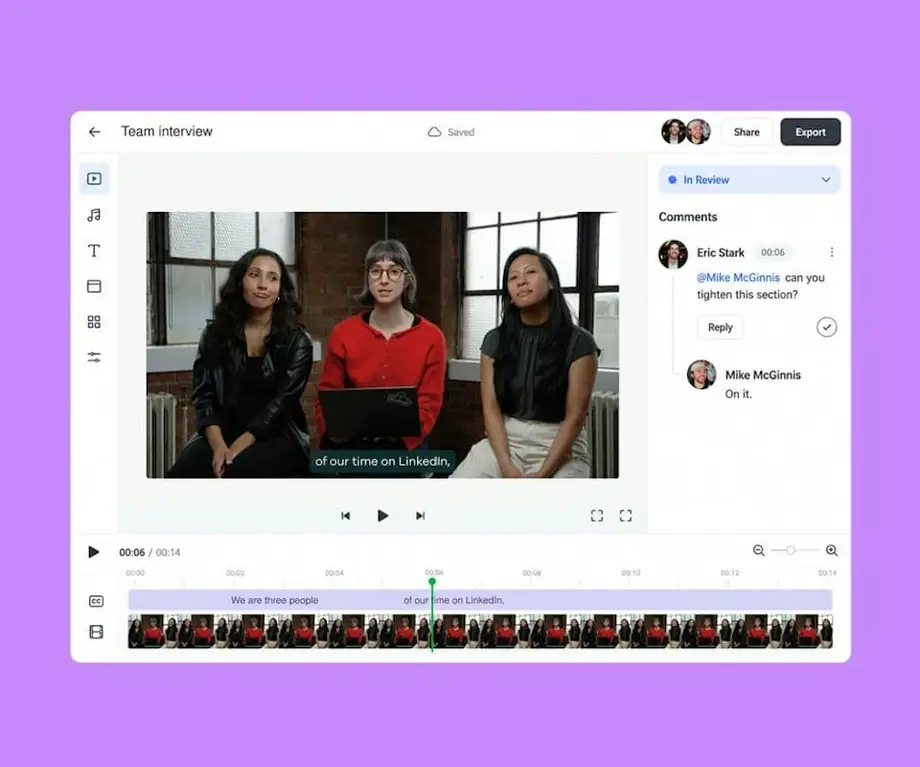 Team interview
Saved
Share
Export
In Review
Comments
Eric Stark
00:06
@Mike McGinnis can you
tighten this section?
Reply
Mike McGinnis
On it.
of our time on LinkedIn,
00:06 / 00:14
00:00
00:02
00:04
00:06
00:08
00:10
00:12
00:14
CC
We are three people
of our time on LinkedIn,